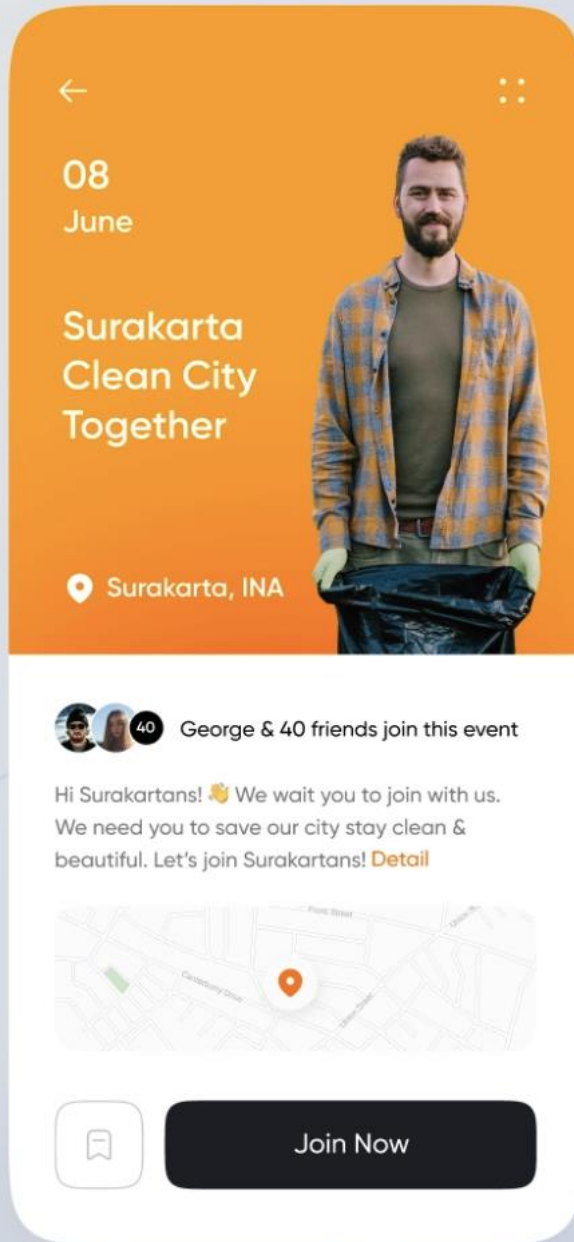 08
June
Surakarta
Clean City
Together
Surakarta, INA
40
George & 40 friends join this event
Hi Surakartans! 👋 We wait you to join with us.
We need you to save our city stay clean &
beautiful. Let's join Surakartans! Detail
Canterbury Drive
Join Now